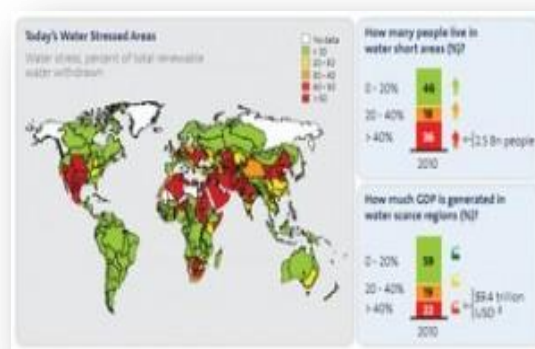 Today's Water Stressed Areas
Water stress, percent of total renewable
water withdrawn
No data
How many people live in
water short areas (%)?
0 - 20%
46
20 - 40%
18
> 40%
36
2.5 Bn people
2010
How much GDP is generated in
water scarce regions (%)?
0 - 20%
59
20 - 40%
19
> 40%
22
$9.4 trillion
USD
2010